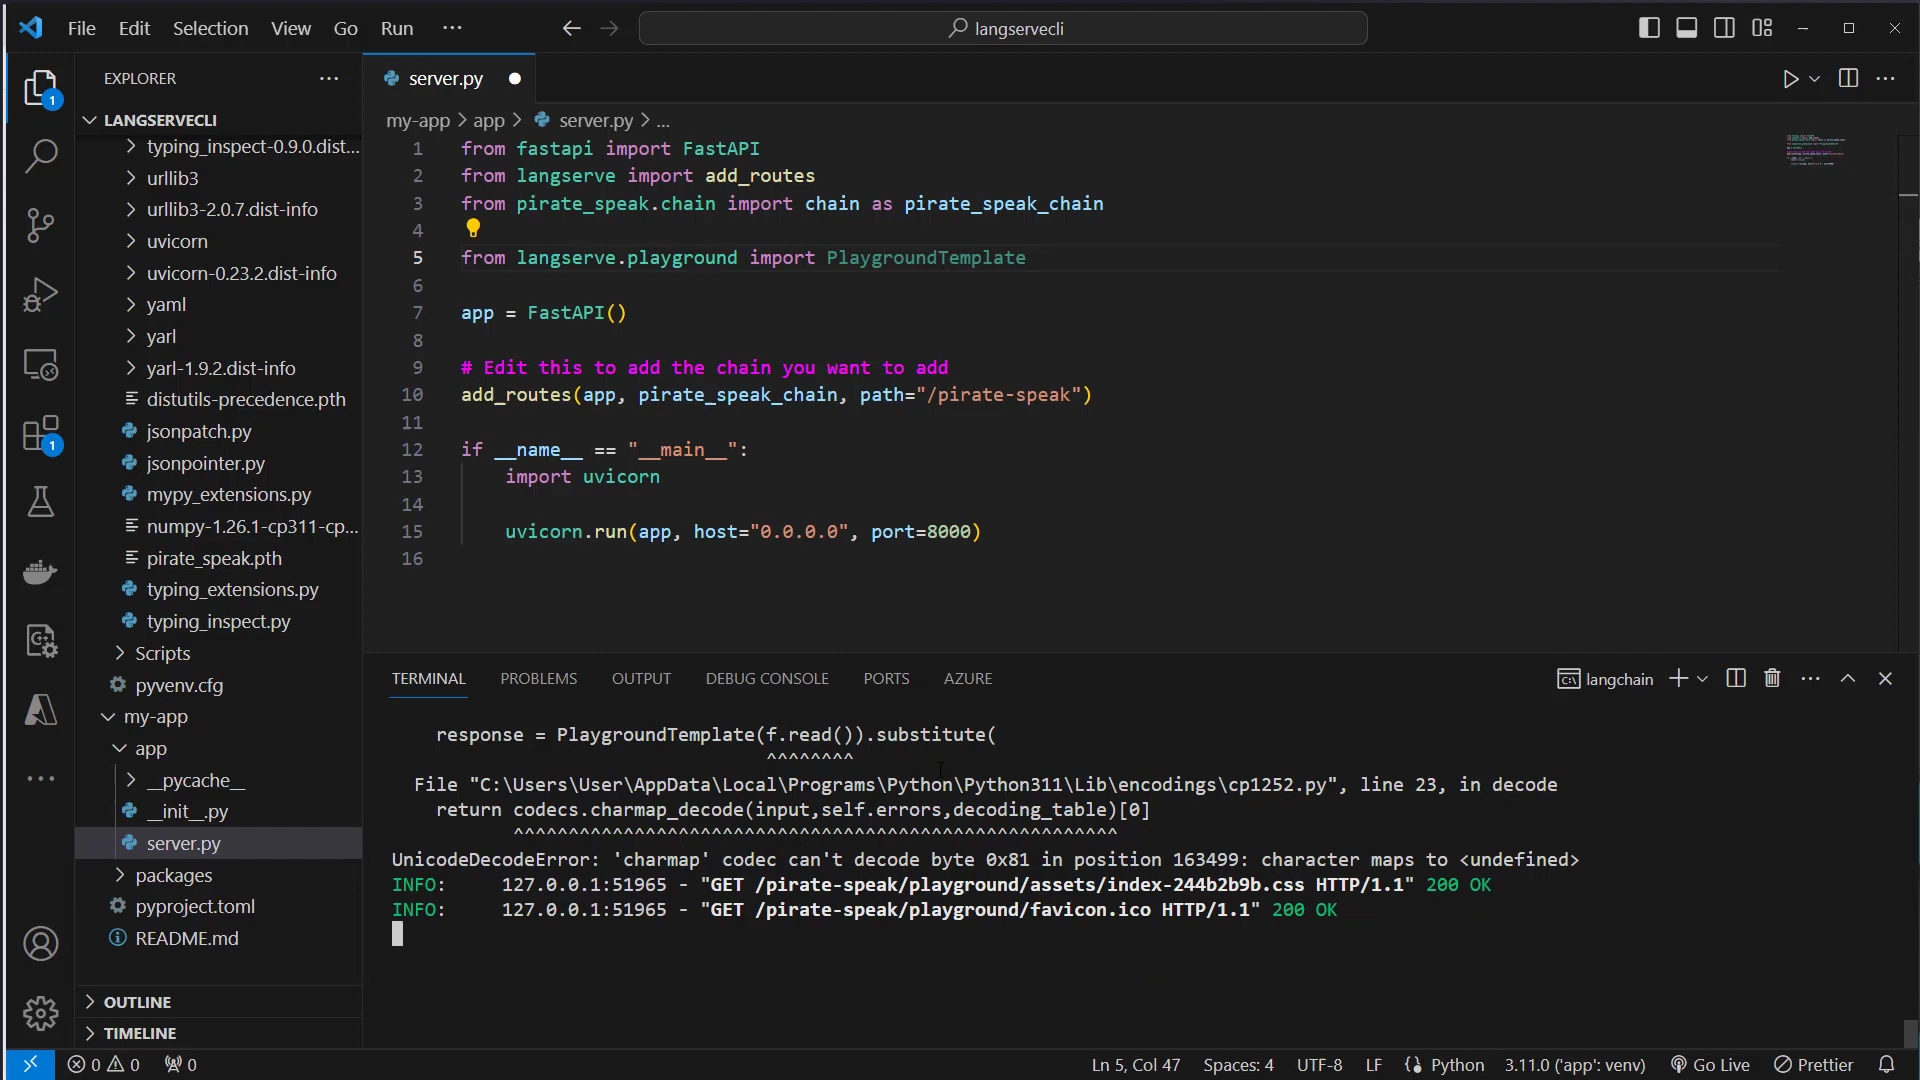 File Edit Selection View Go Run ...
langservecli
EXPLORER
1
LANGSERVECLI
typing_inspect-0.9.0.dist...
urllib3
urllib3-2.0.7.dist-info
uvicorn
uvicorn-0.23.2.dist-info
yaml
yarl
yarl-1.9.2.dist-info
distutils-precedence.pth
jsonpatch.py
1
jsonpointer.py
mypy_extensions.py
numpy-1.26.1-cp311-cp...
pirate_speak.pth
typing_extensions.py
typing_inspect.py
Scripts
pyvenv.cfg
my-app
app
__pycache__
__init__.py
server.py
packages
pyproject.toml
README.md
OUTLINE
TIMELINE
server.py
my-app > app > server.py > ...
1 from fastapi import FastAPI
2 from langserve import add_routes
3 from pirate_speak.chain import chain as pirate_speak_chain
4
5 from langserve.playground import PlaygroundTemplate
6
7 app = FastAPI()
8
9 # Edit this to add the chain you want to add
10 add_routes(app, pirate_speak_chain, path="/pirate-speak")
11
12 if __name__ == "__main__":
13 import uvicorn
14
15 uvicorn.run(app, host="0.0.0.0", port=8000)
16
TERMINAL PROBLEMS OUTPUT DEBUG CONSOLE PORTS AZURE
langchain
response = PlaygroundTemplate(f.read()).substitute(
^^^^^^^^
File "C:\Users\User\AppData\Local\Programs\Python\Python311\Lib\encodings\cp1252.py", line 23, in decode
return codecs.charmap_decode(input,self.errors,decoding_table)[0]
^^^^^^^^^^^^^^^^^^^^^^^^^^^^^^^^^^^^^^^^^^^^^^^^^^^^^^^
UnicodeDecodeError: 'charmap' codec can't decode byte 0x81 in position 163499: character maps to <undefined>
INFO: 127.0.0.1:51965 - "GET /pirate-speak/playground/assets/index-244b2b9b.css HTTP/1.1" 200 OK
INFO: 127.0.0.1:51965 - "GET /pirate-speak/playground/favicon.ico HTTP/1.1" 200 OK
0 0 0 Ln 5, Col 47 Spaces: 4 UTF-8 LF Python 3.11.0 ('app': venv) Go Live Prettier